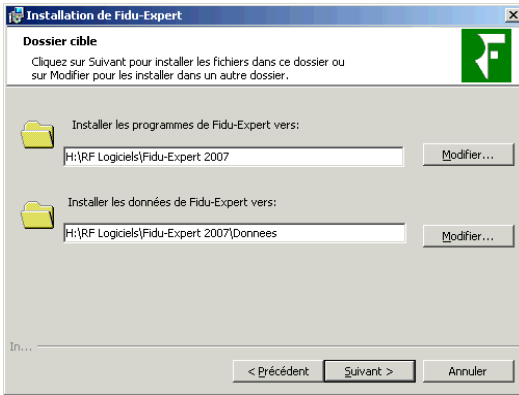 Installation de Fidu-Expert
Dossier cible
Cliquez sur Suivant pour installer les fichiers dans ce dossier ou
sur Modifier pour les installer dans un autre dossier.
Installer les programmes de Fidu-Expert vers:
H:\RF Logiciels\Fidu-Expert 2007
Modifier...
Installer les données de Fidu-Expert vers:
H:\RF Logiciels\Fidu-Expert 2007\Donnees
Modifier...
In...
< Précédent
Suivant >
Annuler